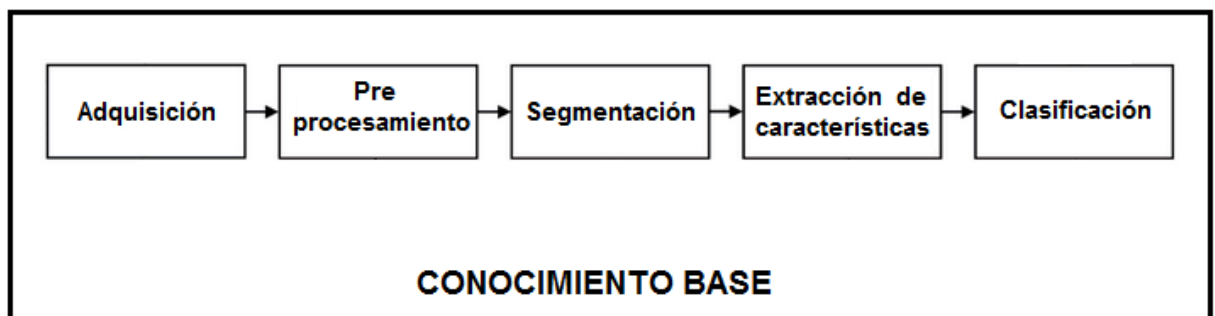 Adquisición
Pre
procesamiento
Segmentación
Extracción de
características
Clasificación
CONOCIMIENTO BASE